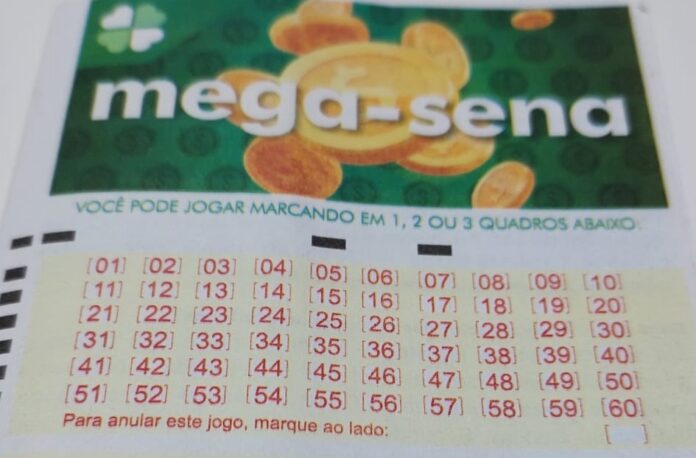 mega-sena
VOCÊ PODE JOGAR MARCANDO EM 1, 2 OU 3 QUADROS ABAIXO:
[01] [02] [03] [04] [05] [06] [07] [08] [09] [10]
[11] [12] [13] [14] [15] [16] [17] [18] [19] [20]
[21] [22] [23] [24] [25] [26] [27] [28] [29] [30]
[31] [32] [33] [34] [35] [36] [37] [38] [39] [40]
[41] [42] [43] [44] [45] [46] [47] [48] [49] [50]
[51] [52] [53] [54] [55] [56] [57] [58] [59] [60]
Para anular este jogo, marque ao lado: [ ]